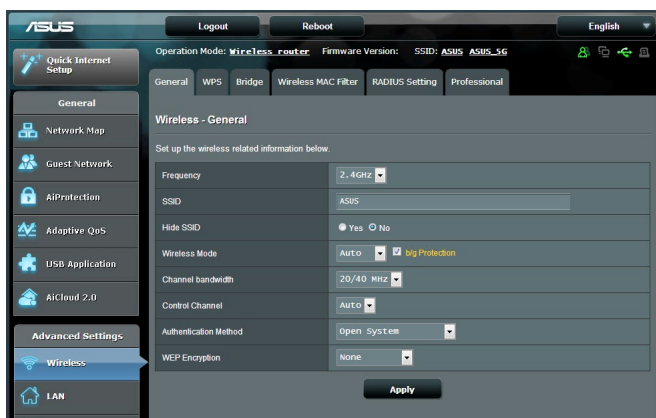 ASUS
Logout
Reboot
English
Quick Internet
Setup
Operation Mode: Wireless router Firmware Version: SSID: ASUS ASUS_5G
General WPS Bridge Wireless MAC Filter RADIUS Setting Professional
General
Network Map
Guest Network
AiProtection
Adaptive QoS
USB Application
AiCloud 2.0
Advanced Settings
Wireless
LAN
Wireless - General
Set up the wireless related information below.
Frequency 2.4GHz
SSID ASUS
Hide SSID Yes No
Wireless Mode Auto b/g Protection
Channel bandwidth 20/40 MHz
Control Channel Auto
Authentication Method Open System
WEP Encryption None
Apply